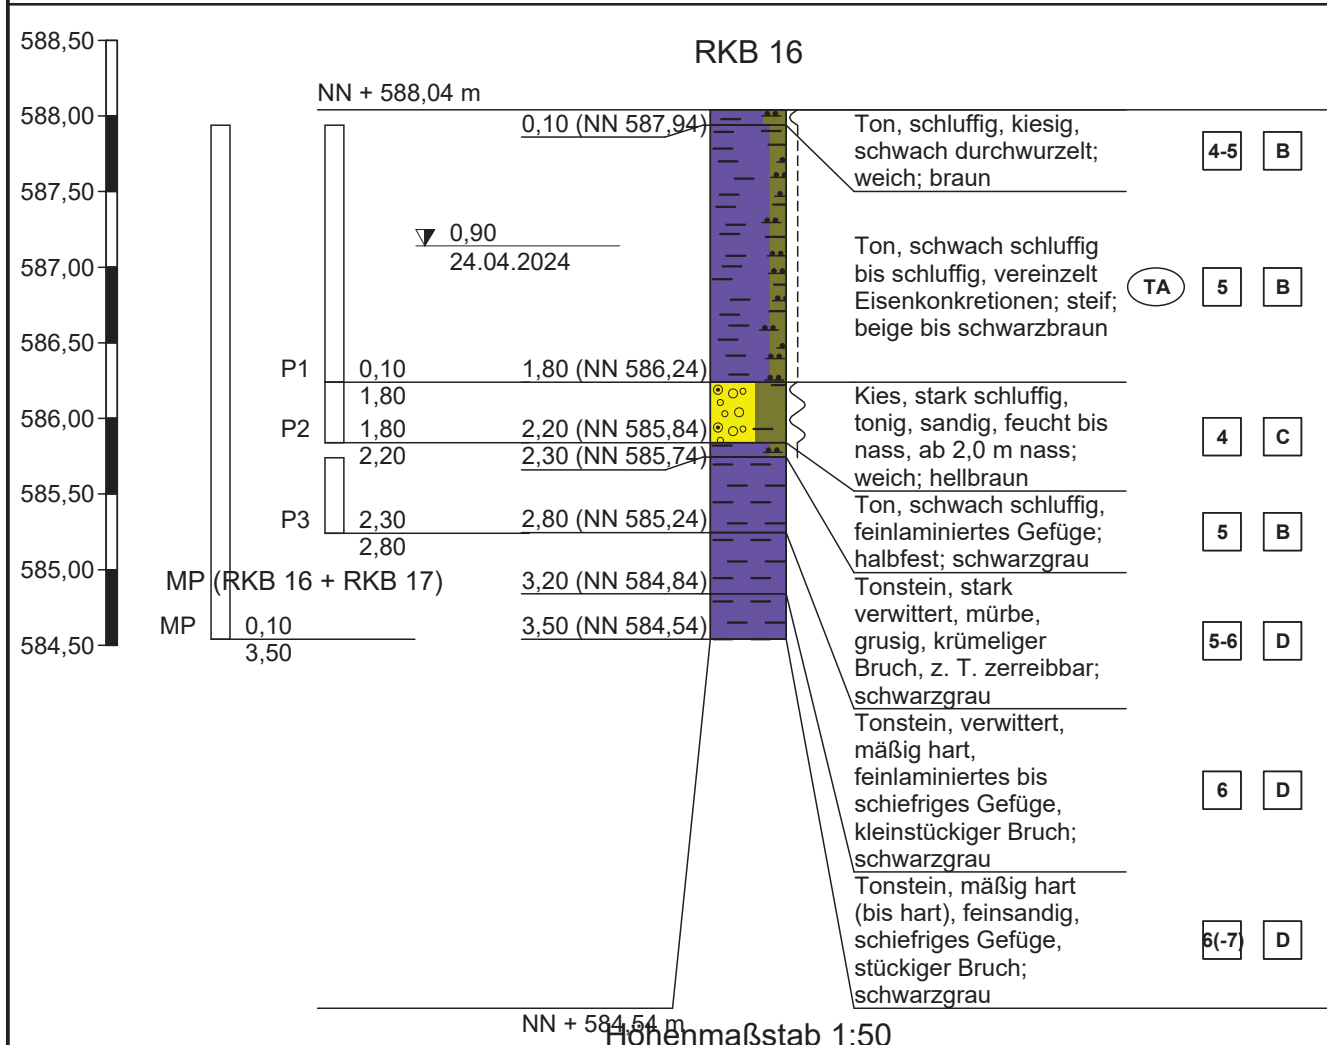 RKB 16
588,50
588,00
587,50
587,00
586,50
586,00
585,50
585,00
584,50
NN + 588,04 m
0,10 (NN 587,94)
0,90
24.04.2024
P1
0,10
1,80
1,80 (NN 586,24)
P2
1,80
2,20
2,20 (NN 585,84)
2,30 (NN 585,74)
P3
2,30
2,80
2,80 (NN 585,24)
MP (RKB 16 + RKB 17)
3,20 (NN 584,84)
MP
0,10
3,50
3,50 (NN 584,54)
Ton, schluffig, kiesig,
schwach durchwurzelt;
weich; braun
4-5
B
Ton, schwach schluffig
bis schluffig, vereinzelt
Eisenkonkretionen; steif;
beige bis schwarzbraun
TA
5
B
Kies, stark schluffig,
tonig, sandig, feucht bis
nass, ab 2,0 m nass;
weich; hellbraun
4
C
Ton, schwach schluffig,
feinlaminiertes Gefüge;
halbfest; schwarzgrau
5
B
Tonstein, stark
verwittert, mürbe,
grusig, krümeliger
Bruch, z. T. zerreibbar;
schwarzgrau
5-6
D
Tonstein, verwittert,
mäßig hart,
feinlaminiertes bis
schiefriges Gefüge,
kleinstückiger Bruch;
schwarzgrau
6
D
Tonstein, mäßig hart
(bis hart), feinsandig,
schiefriges Gefüge,
stückiger Bruch;
schwarzgrau
6(-7)
D
NN + 584,54 m
Höhenmaßstab 1:50